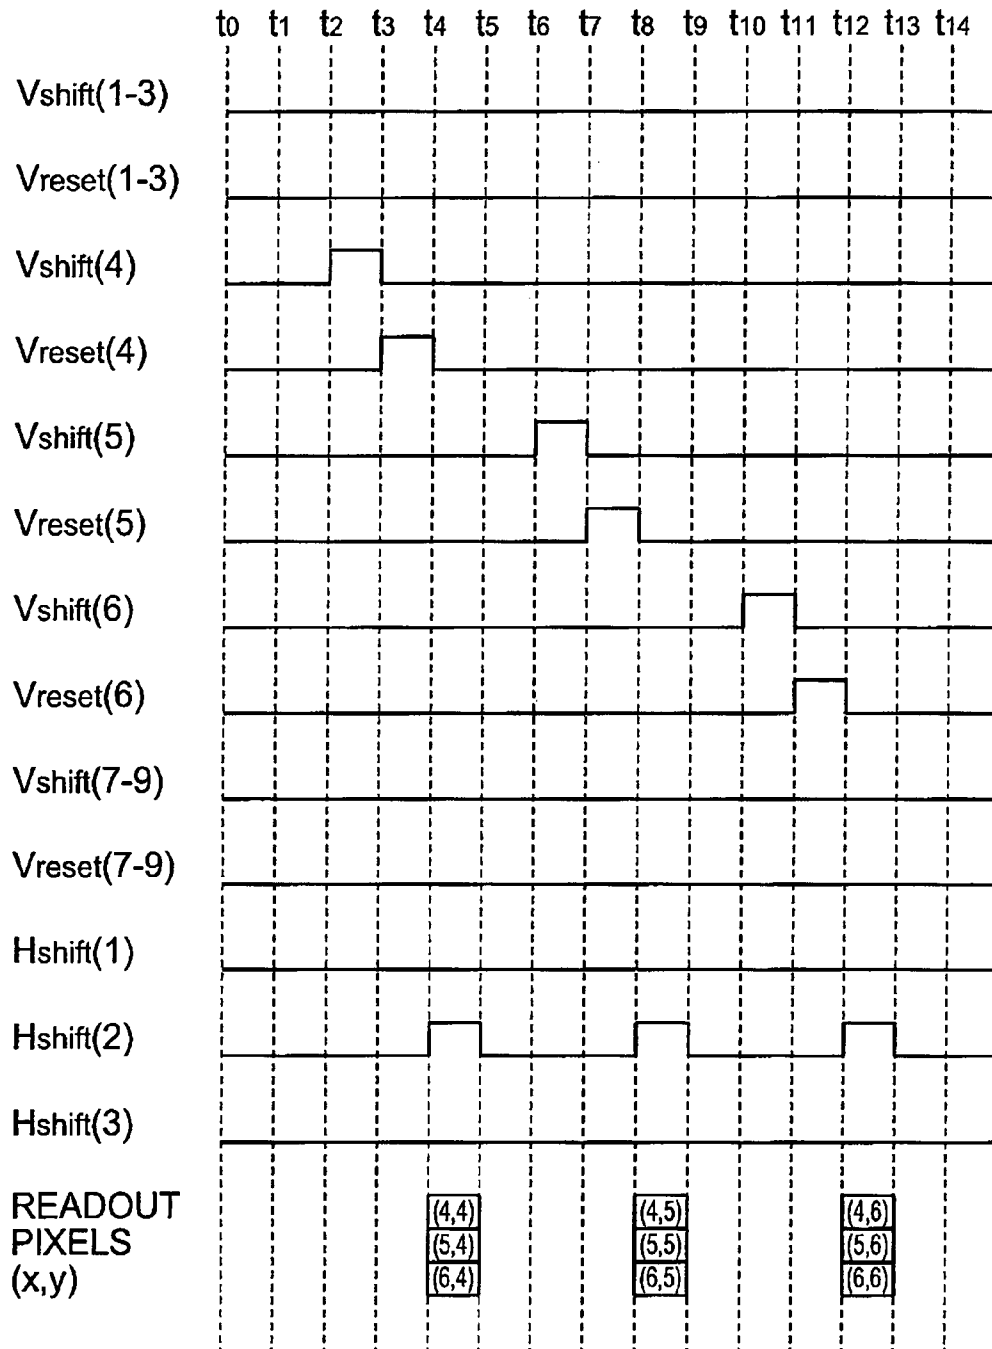 t0 t1 t2 t3 t4 t5 t6 t7 t8 t9 t10 t11 t12 t13 t14
Vshift(1-3)
Vreset(1-3)
Vshift(4)
Vreset(4)
Vshift(5)
Vreset(5)
Vshift(6)
Vreset(6)
Vshift(7-9)
Vreset(7-9)
Hshift(1)
Hshift(2)
Hshift(3)
READOUT (4,4) (4,5) (4,6)
PIXELS (5,4) (5,5) (5,6)
(x,y) (6,4) (6,5) (6,6)